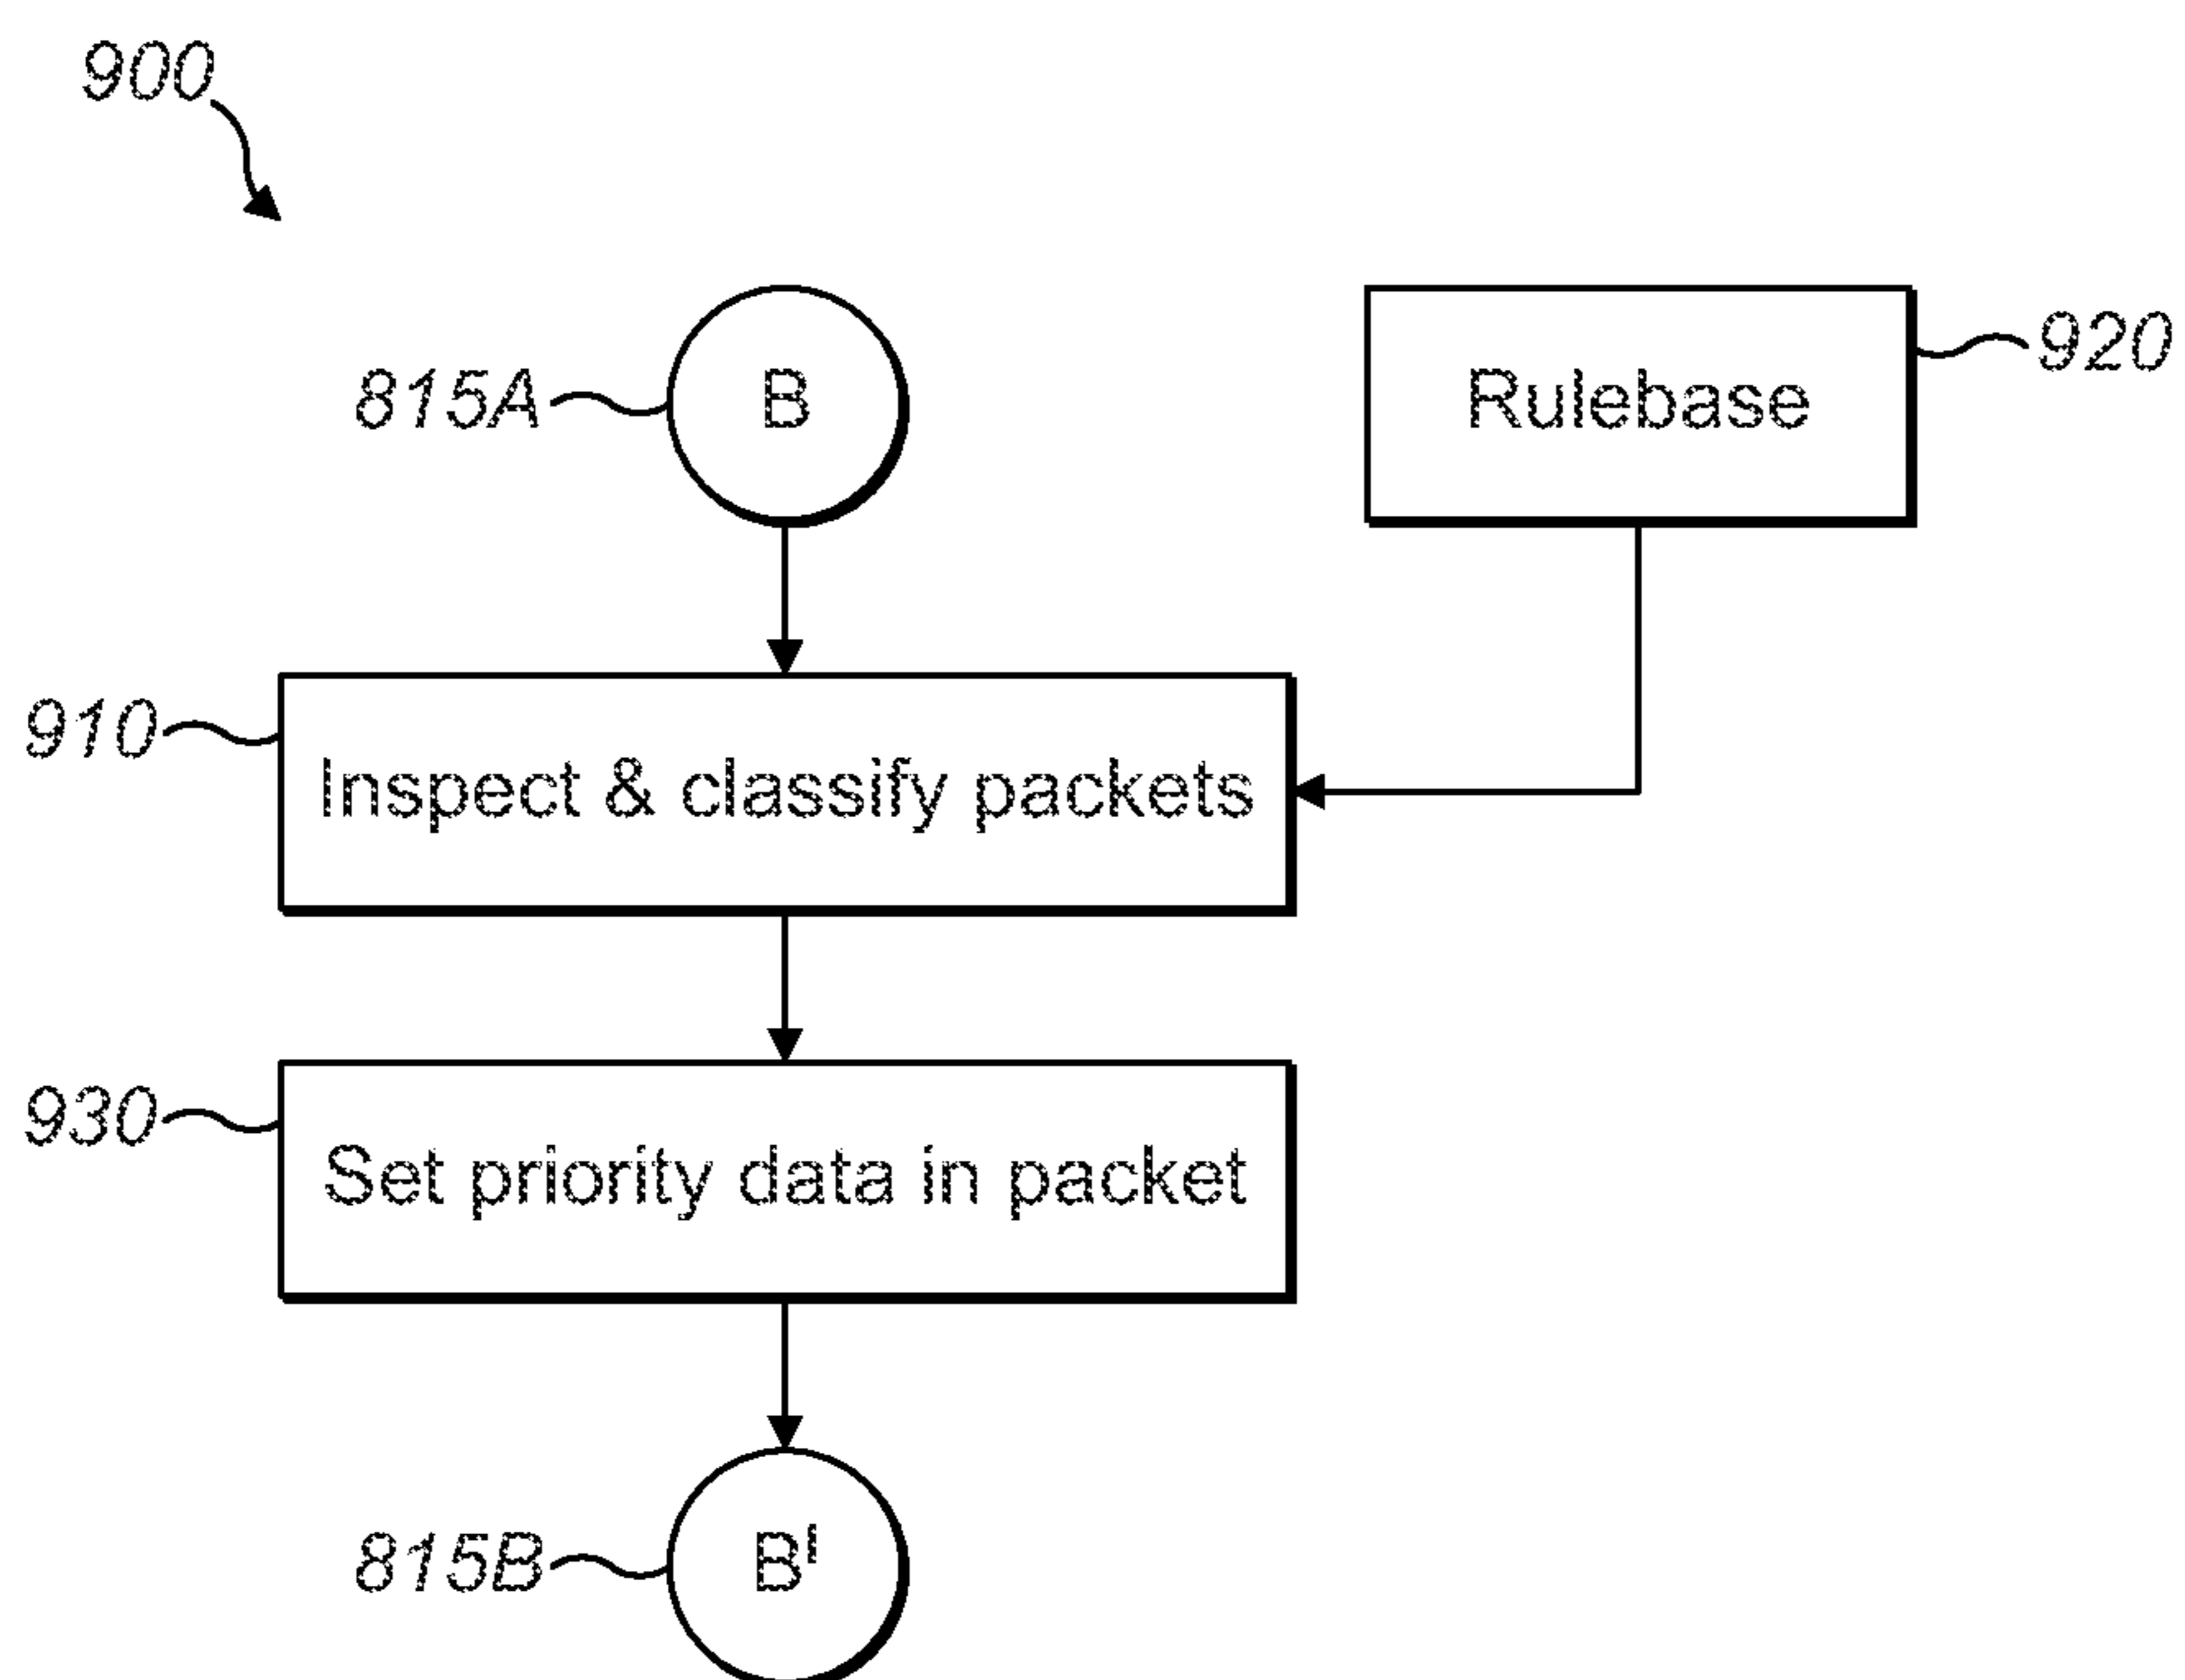 900
815A
B
Rulebase
920
910
Inspect & classify packets
930
Set priority data in packet
815B
B'